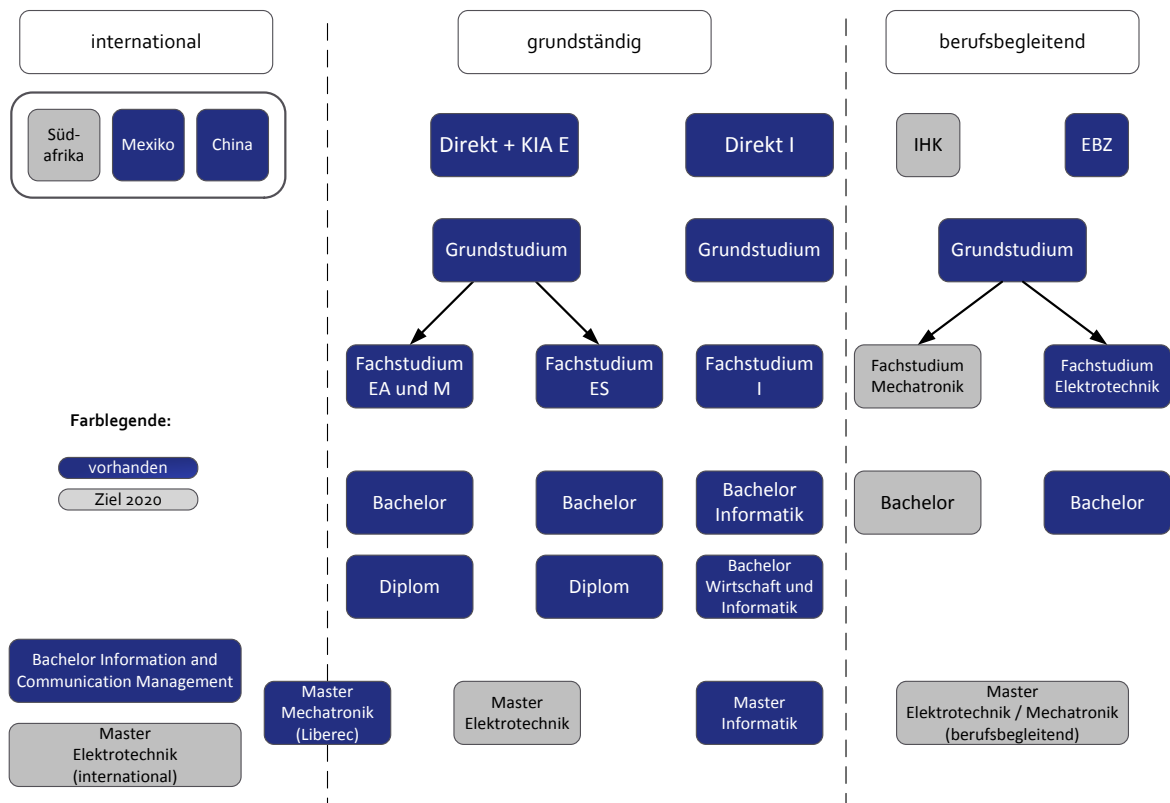 international
grundständig
berufsbegleitend
Süd-
afrika
Mexiko
China
Direkt + KIA E
Direkt I
IHK
EBZ
Grundstudium
Grundstudium
Grundstudium
Fachstudium
EA und M
Fachstudium
ES
Fachstudium
I
Fachstudium
Mechatronik
Fachstudium
Elektrotechnik
Farblegende:
vorhanden
Ziel 2020
Bachelor
Bachelor
Bachelor
Informatik
Bachelor
Bachelor
Diplom
Diplom
Bachelor
Wirtschaft und
Informatik
Bachelor Information and
Communication Management
Master
Elektrotechnik
(international)
Master
Mechatronik
(Liberec)
Master
Elektrotechnik
Master
Informatik
Master
Elektrotechnik / Mechatronik
(berufsbegleitend)